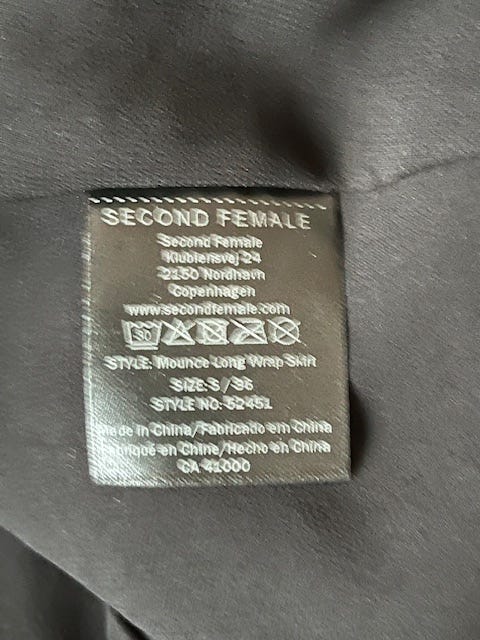 SECOND FEMALE
Second Female
Klubiensvej 24
2150 Nordhavn
Copenhagen
www.secondfemale.com
30
STYLE: Mounce Long Wrap Skirt
SIZE: S / 36
STYLE NO: 52451
Made in China/Fabricado em China
Fabriqué en Chine/Hecho en China
CA 41000